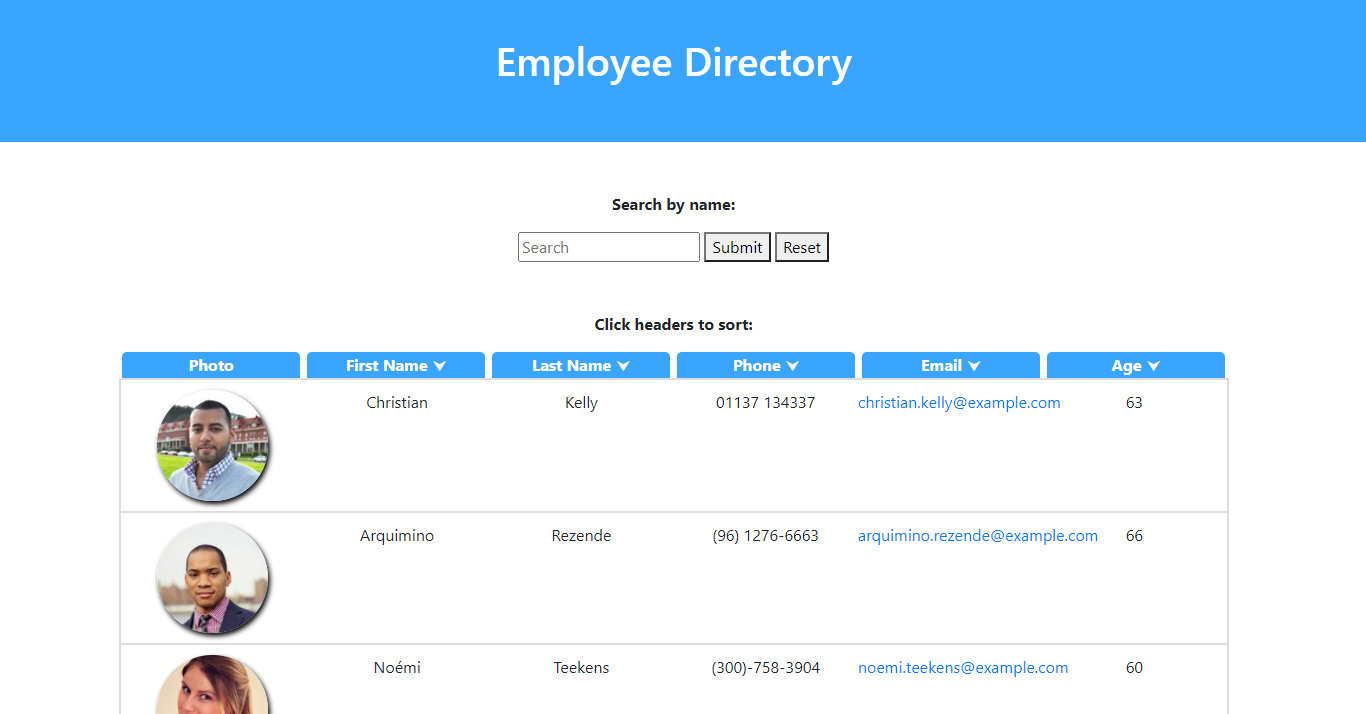 Employee Directory
Search by name:
Search Submit Reset
Click headers to sort:
Photo First Name Last Name Phone Email Age
Christian Kelly 01137 134337 christian.kelly@example.com 63
Arquimino Rezende (96) 1276-6663 arquimino.rezende@example.com 66
Noémi Teekens (300)-758-3904 noemi.teekens@example.com 60